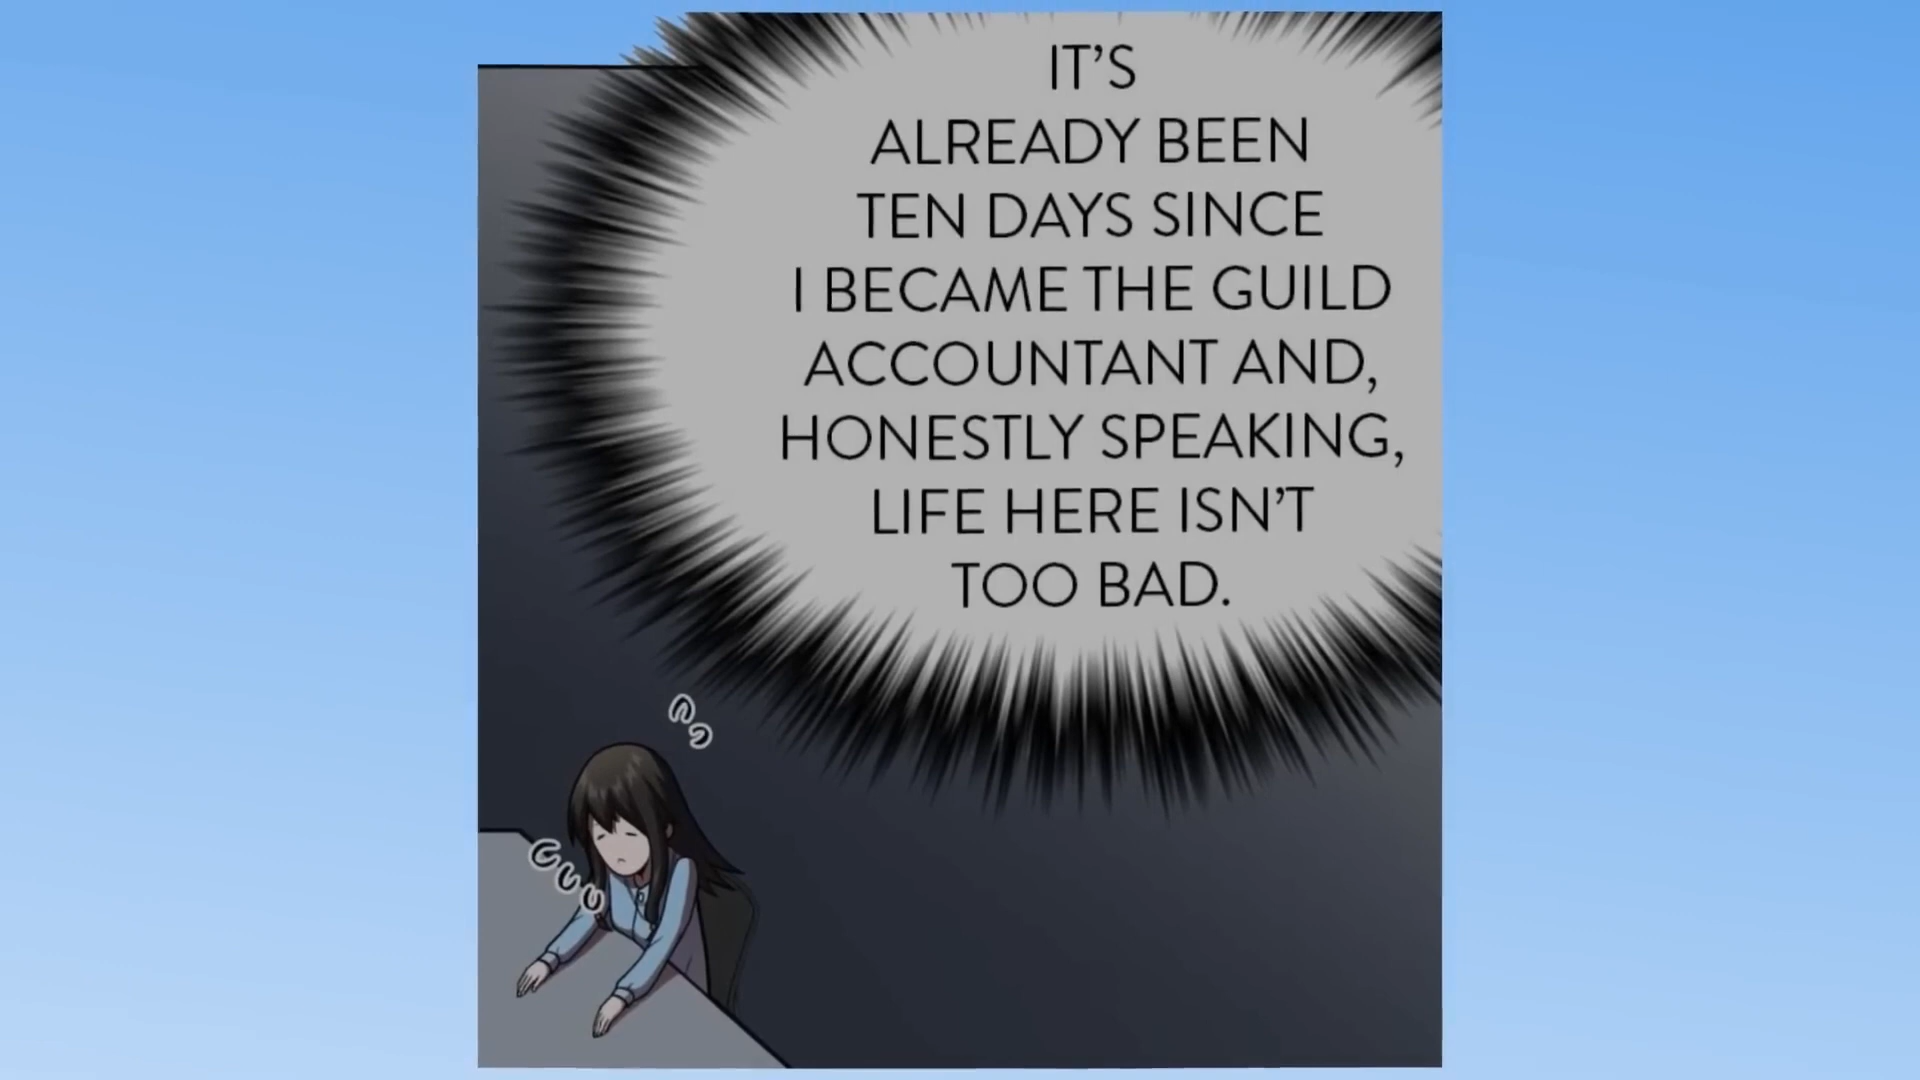 IT'S
ALREADY BEEN
TEN DAYS SINCE
I BECAME THE GUILD
ACCOUNTANT AND,
HONESTLY SPEAKING,
LIFE HERE ISN'T
TOO BAD.